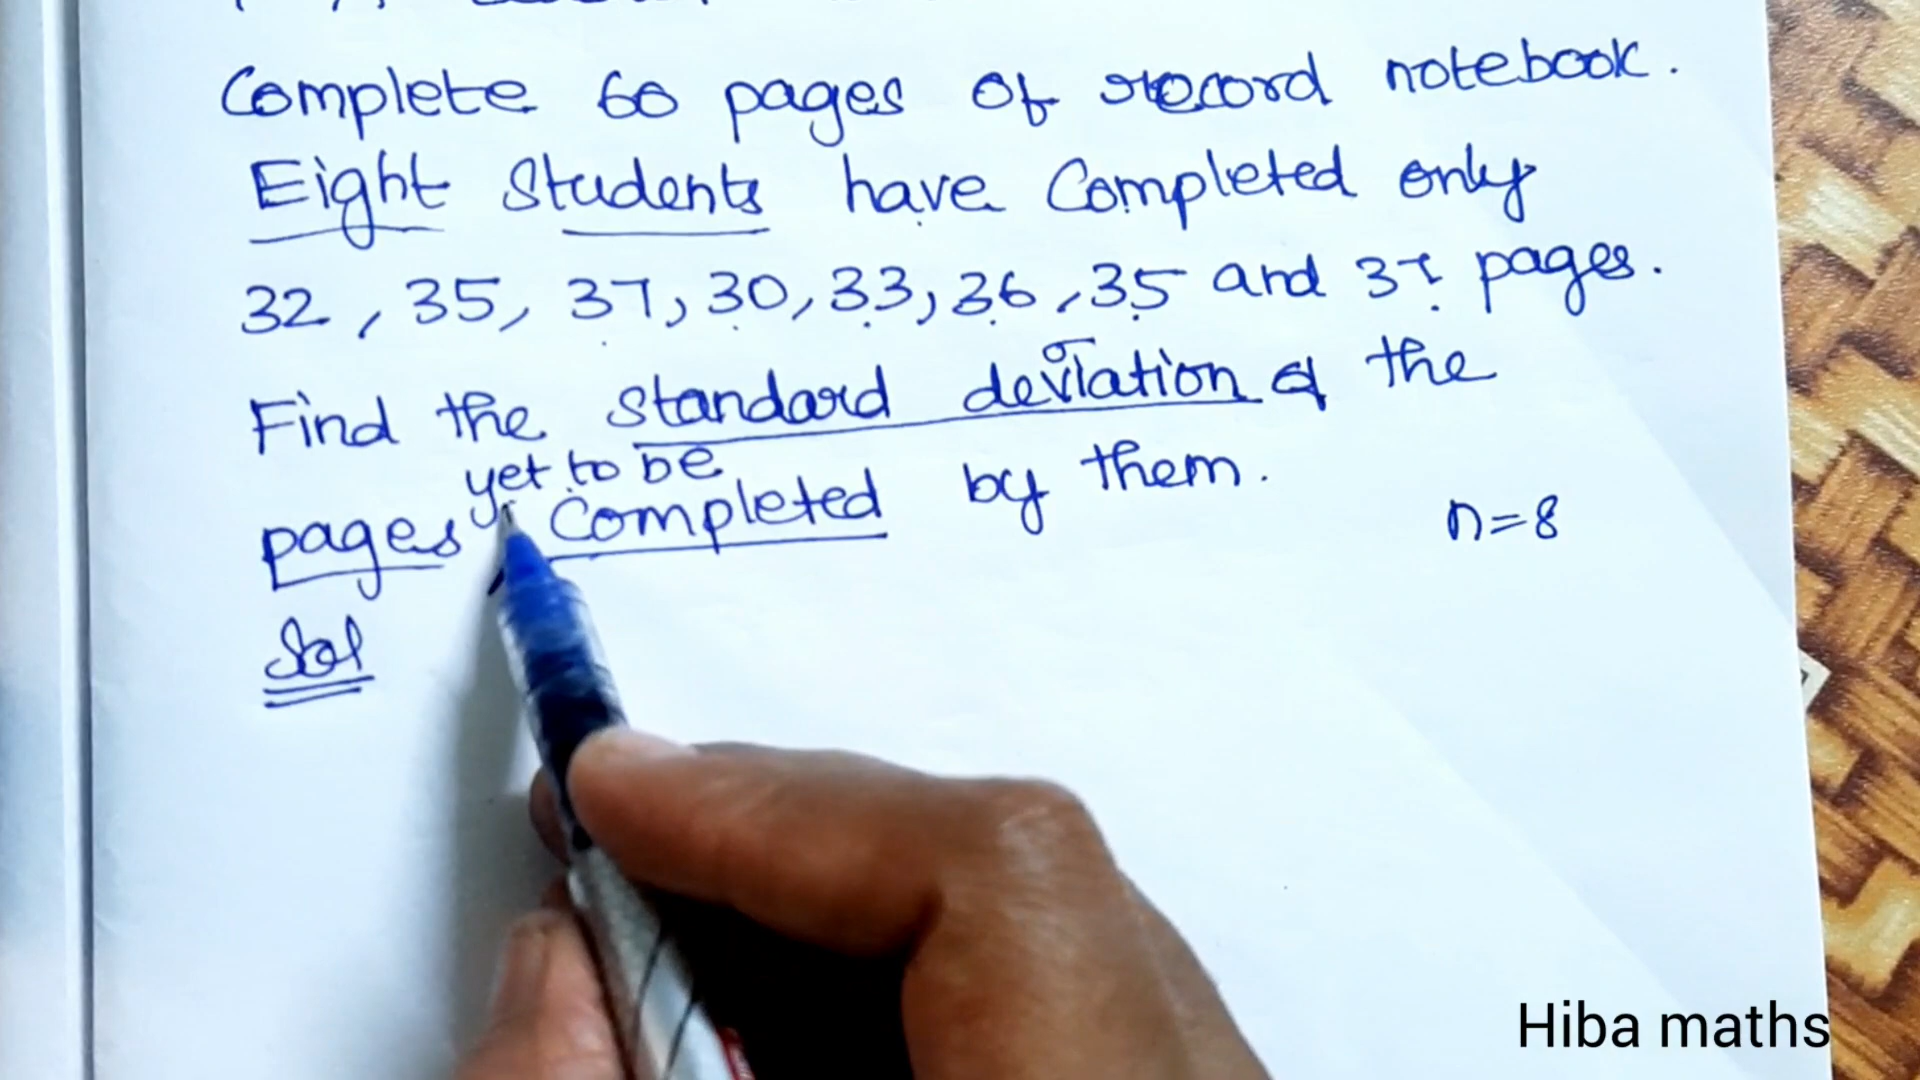 Complete 60 pages of record notebook.
Eight Students have Completed only
32, 35, 37, 30, 33, 36, 35 and 37 pages.
σ
Find the standard deviation of the
yet to be
pages Completed by them.
n=8
Sol
Hiba maths